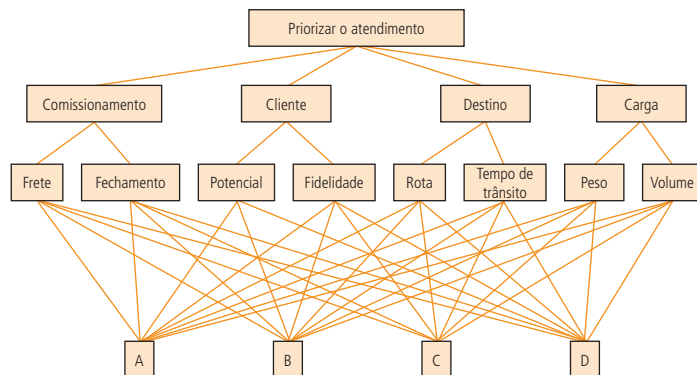 Priorizar o atendimento
Comissionamento
Cliente
Destino
Carga
Frete
Fechamento
Potencial
Fidelidade
Rota
Tempo de
trânsito
Peso
Volume
A
B
C
D